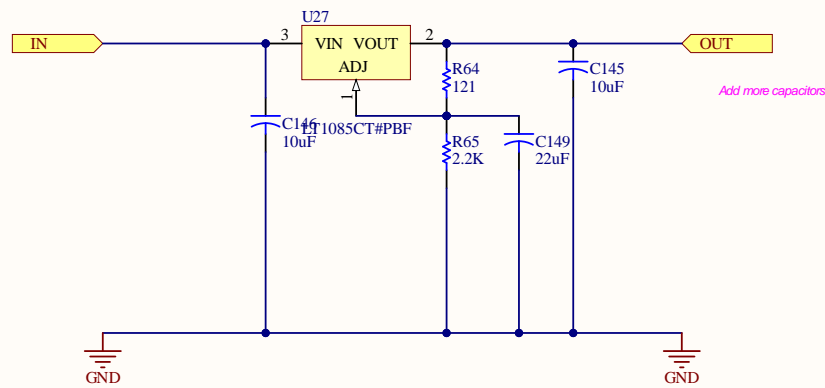 U27
IN
3
VIN VOUT
2
OUT
ADJ
R64
121
C145
10uF
Add more capacitors
1
C146
10uF
LT1085CT#PBF
R65
2.2K
C149
22uF
GND
GND